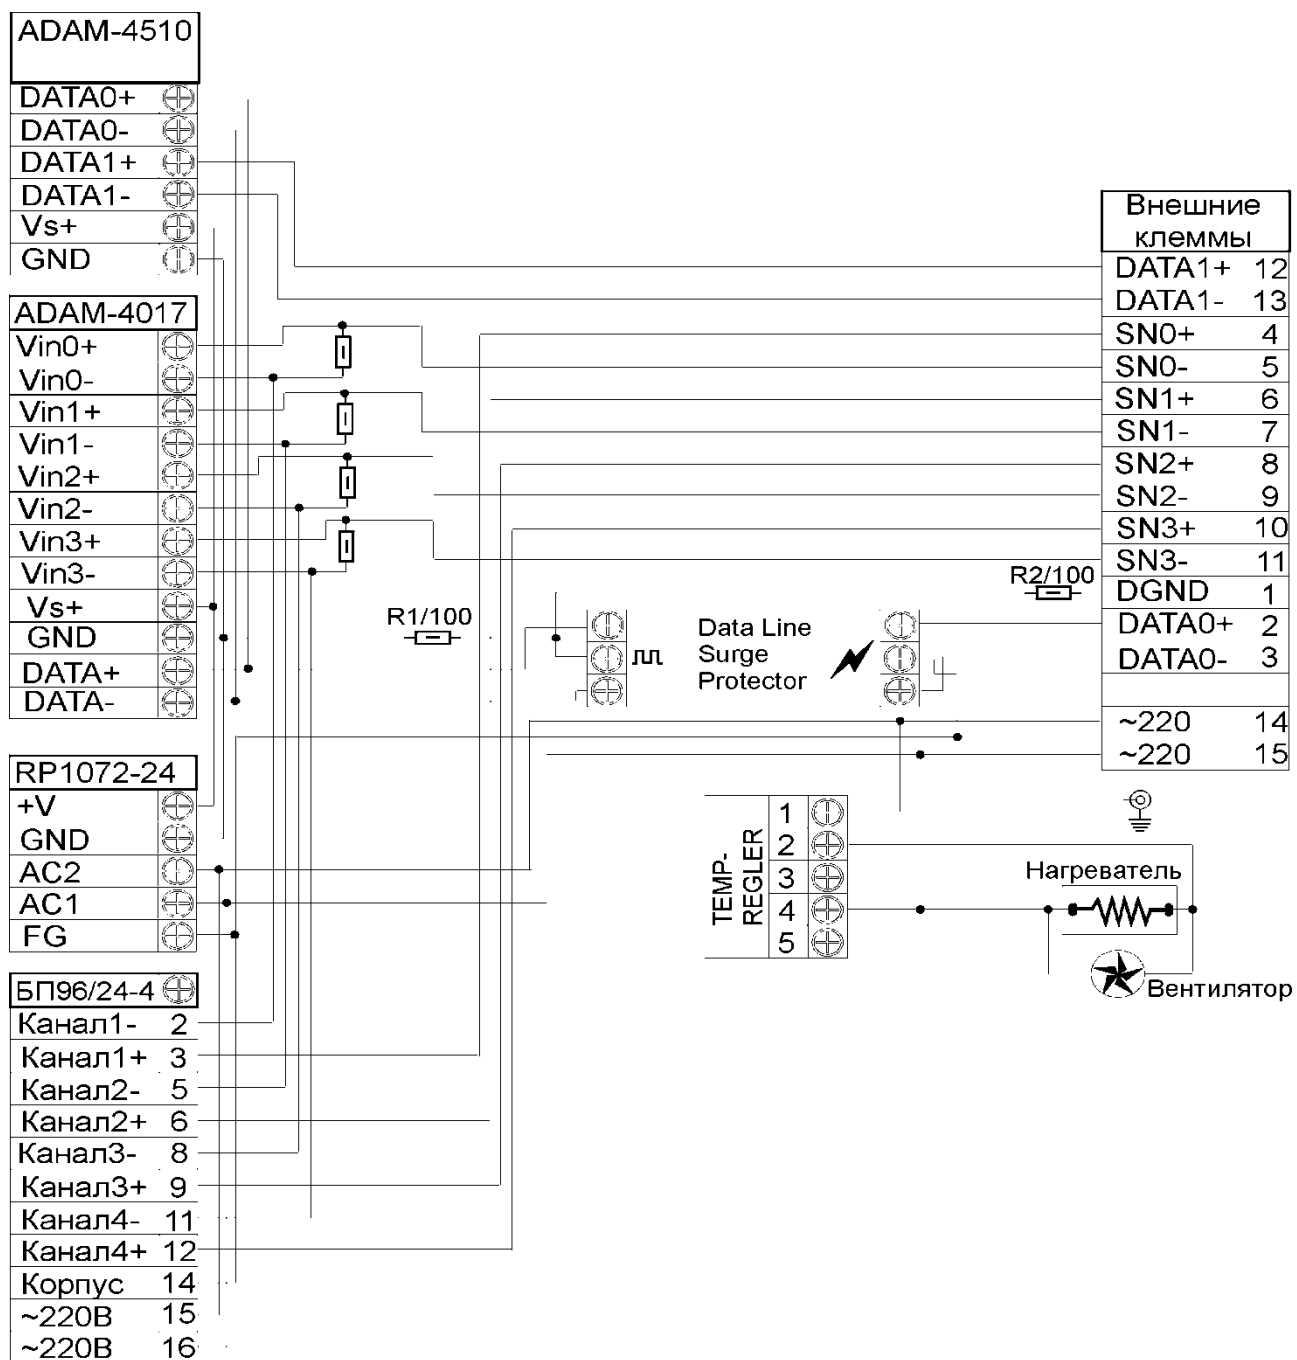 ADAM-4510
DATA0+
DATA0-
DATA1+
DATA1-
Vs+
GND
ADAM-4017
Vin0+
Vin0-
Vin1+
Vin1-
Vin2+
Vin2-
Vin3+
Vin3-
Vs+
GND
DATA+
DATA-
RP1072-24
+V
GND
AC2
AC1
FG
БП96/24-4
Канал1- 2
Канал1+ 3
Канал2- 5
Канал2+ 6
Канал3- 8
Канал3+ 9
Канал4- 11
Канал4+ 12
Корпус 14
~220В 15
~220В 16
R1/100
Data Line
Surge
Protector
R2/100
Внешние
клеммы
DATA1+ 12
DATA1- 13
SN0+ 4
SN0- 5
SN1+ 6
SN1- 7
SN2+ 8
SN2- 9
SN3+ 10
SN3- 11
DGND 1
DATA0+ 2
DATA0- 3
~220 14
~220 15
TEMP-
REGLER
1
2
3
4
5
Нагреватель
Вентилятор